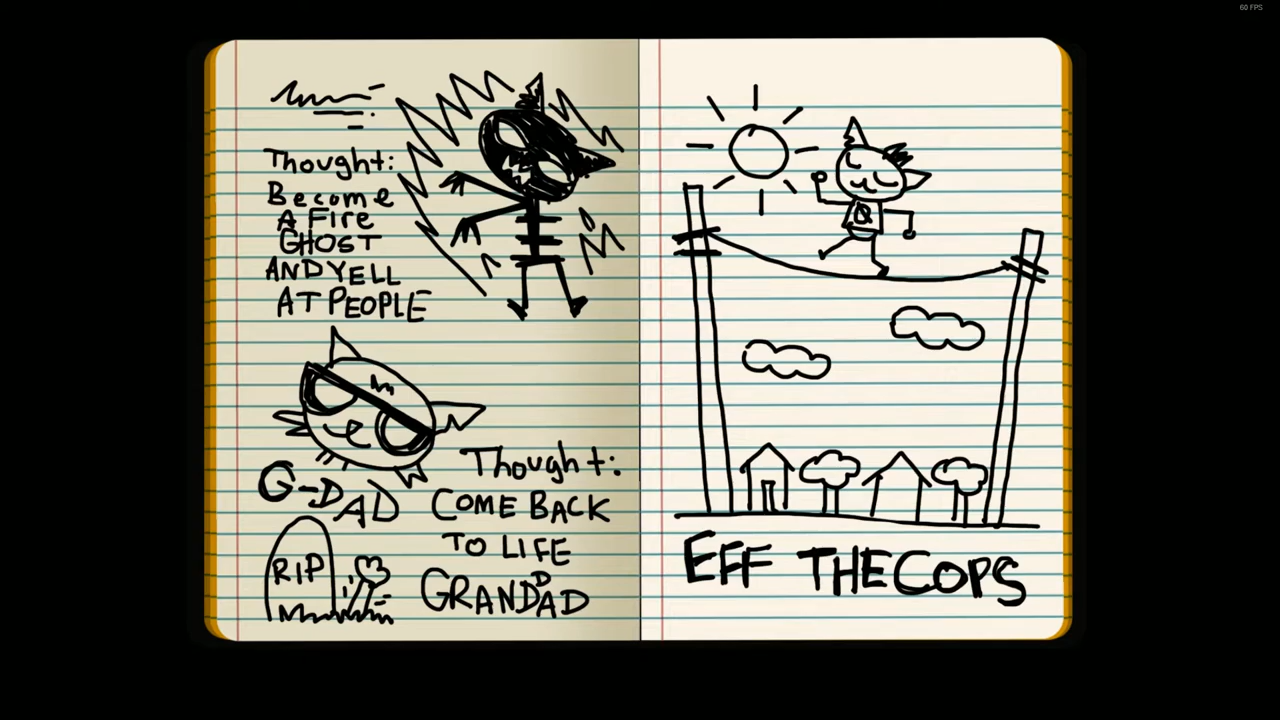 60 FPS
Thought:
Become
A Fire
GHOST
AND YELL
AT PEOPLE
G-DAD
RIP
Thought:
COME BACK
TO LIFE
GRANDDAD
EFF THE COPS